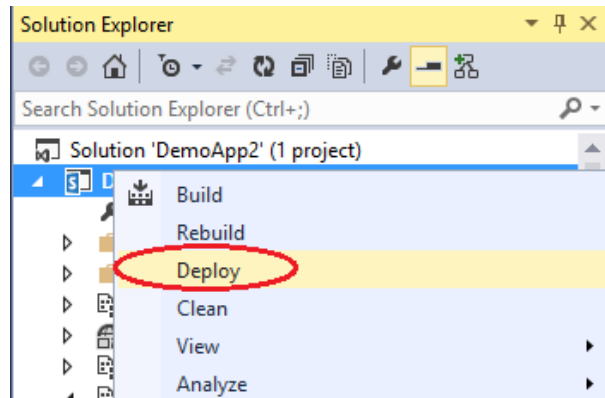 Solution Explorer
Search Solution Explorer (Ctrl+;)
Solution 'DemoApp2' (1 project)
D
Build
Rebuild
Deploy
Clean
View
Analyze